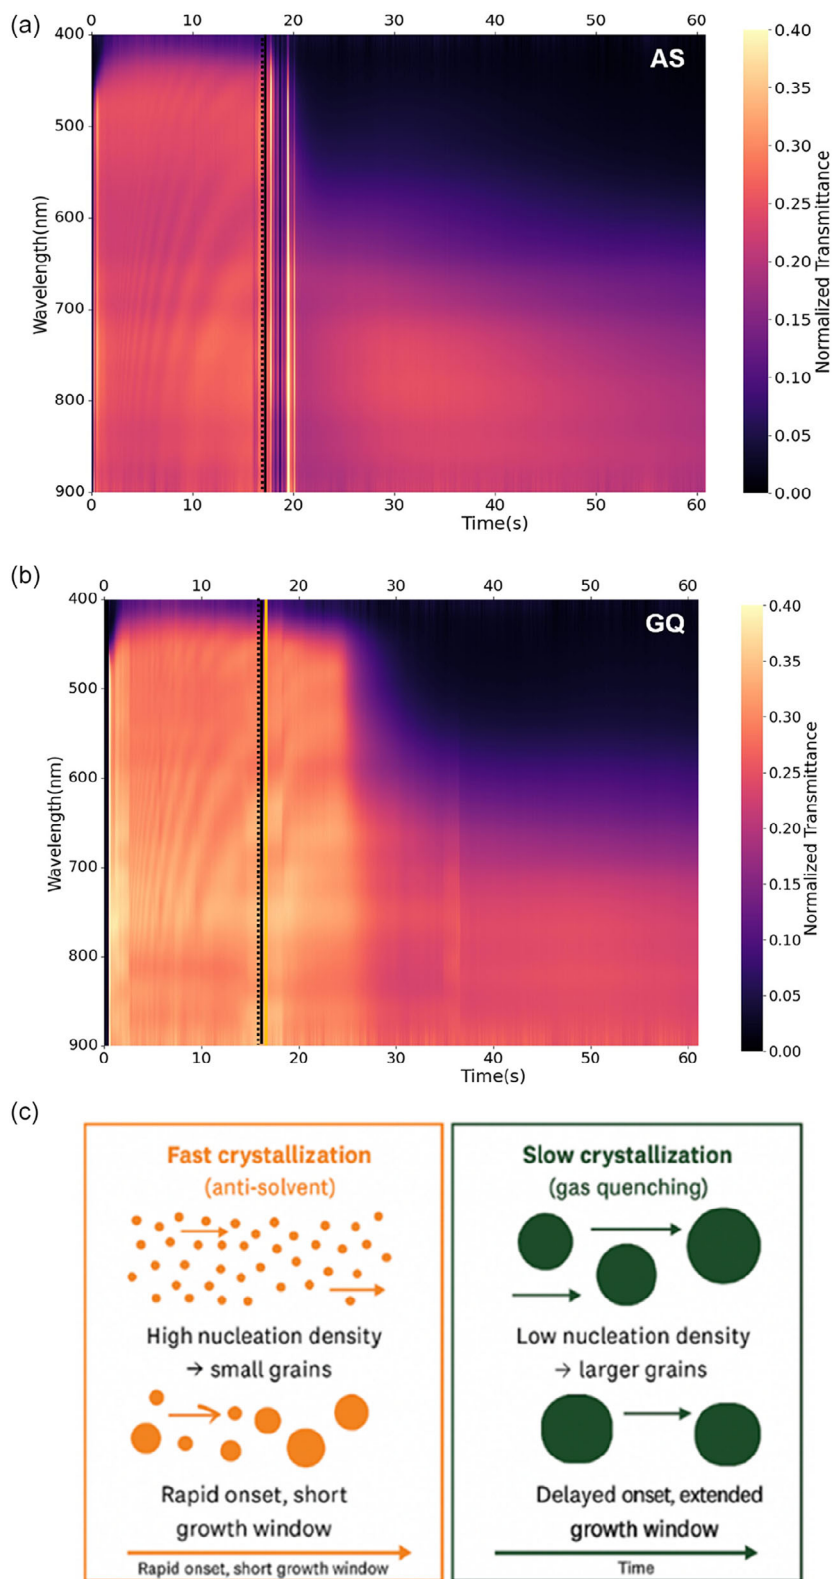 (a)
0 10 20 30 40 50 60
AS
Wavelength(nm)
400
500
600
700
800
900
0 10 20 30 40 50 60
Time(s)
0.40
0.35
0.30
0.25
0.20
0.15
0.10
0.05
0.00
Normalized Transmittance
(b)
0 10 20 30 40 50 60
GQ
Wavelength(nm)
400
500
600
700
800
900
0 10 20 30 40 50 60
Time(s)
0.40
0.35
0.30
0.25
0.20
0.15
0.10
0.05
0.00
Normalized Transmittance
(c)
Fast crystallization
(anti-solvent)
High nucleation density
→ small grains
Rapid onset, short
growth window
Rapid onset, short growth window
Slow crystallization
(gas quenching)
Low nucleation density
→ larger grains
Delayed onset, extended
growth window
Time